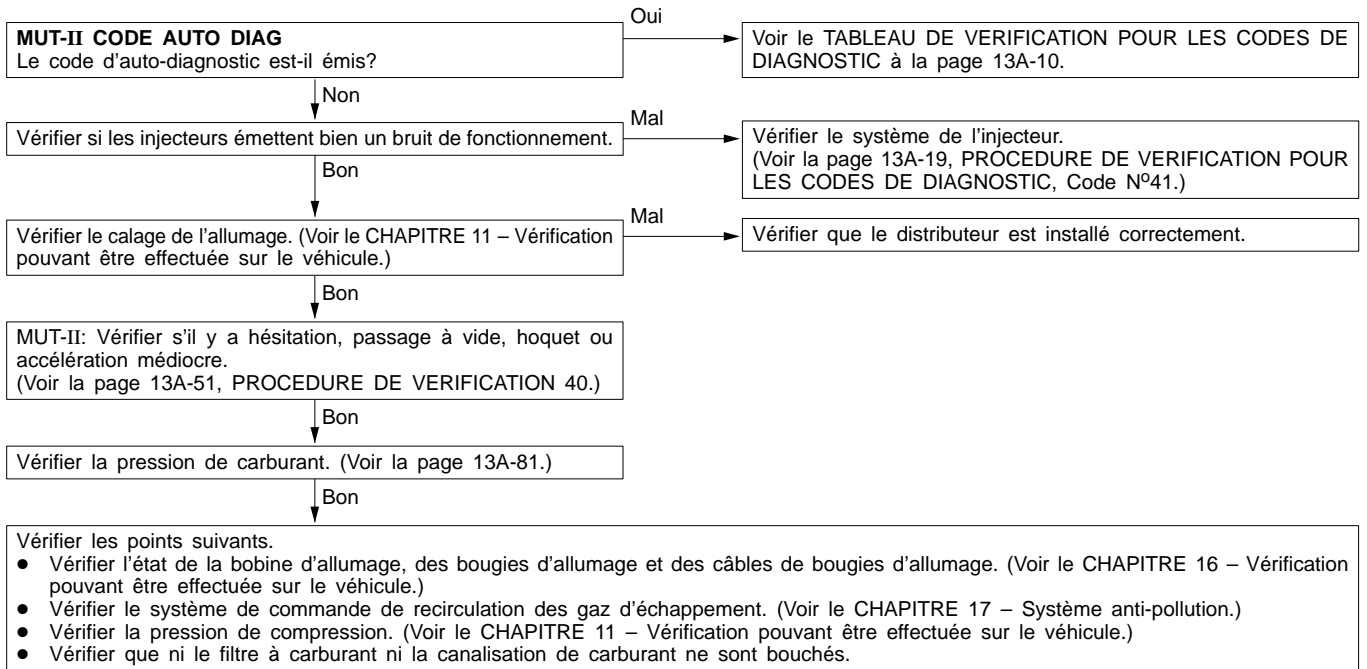 Oui
MUT-II CODE AUTO DIAG
Le code d'auto-diagnostic est-il émis?
Voir le TABLEAU DE VERIFICATION POUR LES CODES DE
DIAGNOSTIC à la page 13A-10.
Non
Mal
Vérifier si les injecteurs émettent bien un bruit de fonctionnement.
Vérifier le système de l'injecteur.
(Voir la page 13A-19, PROCEDURE DE VERIFICATION POUR
LES CODES DE DIAGNOSTIC, Code Nº41.)
Bon
Mal
Vérifier le calage de l'allumage. (Voir le CHAPITRE 11 – Vérification
pouvant être effectuée sur le véhicule.)
Vérifier que le distributeur est installé correctement.
Bon
MUT-II: Vérifier s'il y a hésitation, passage à vide, hoquet ou
accélération médiocre.
(Voir la page 13A-51, PROCEDURE DE VERIFICATION 40.)
Bon
Vérifier la pression de carburant. (Voir la page 13A-81.)
Bon
Vérifier les points suivants.
● Vérifier l'état de la bobine d'allumage, des bougies d'allumage et des câbles de bougies d'allumage. (Voir le CHAPITRE 16 – Vérification
pouvant être effectuée sur le véhicule.)
● Vérifier le système de commande de recirculation des gaz d'échappement. (Voir le CHAPITRE 17 – Système anti-pollution.)
● Vérifier la pression de compression. (Voir le CHAPITRE 11 – Vérification pouvant être effectuée sur le véhicule.)
● Vérifier que ni le filtre à carburant ni la canalisation de carburant ne sont bouchés.